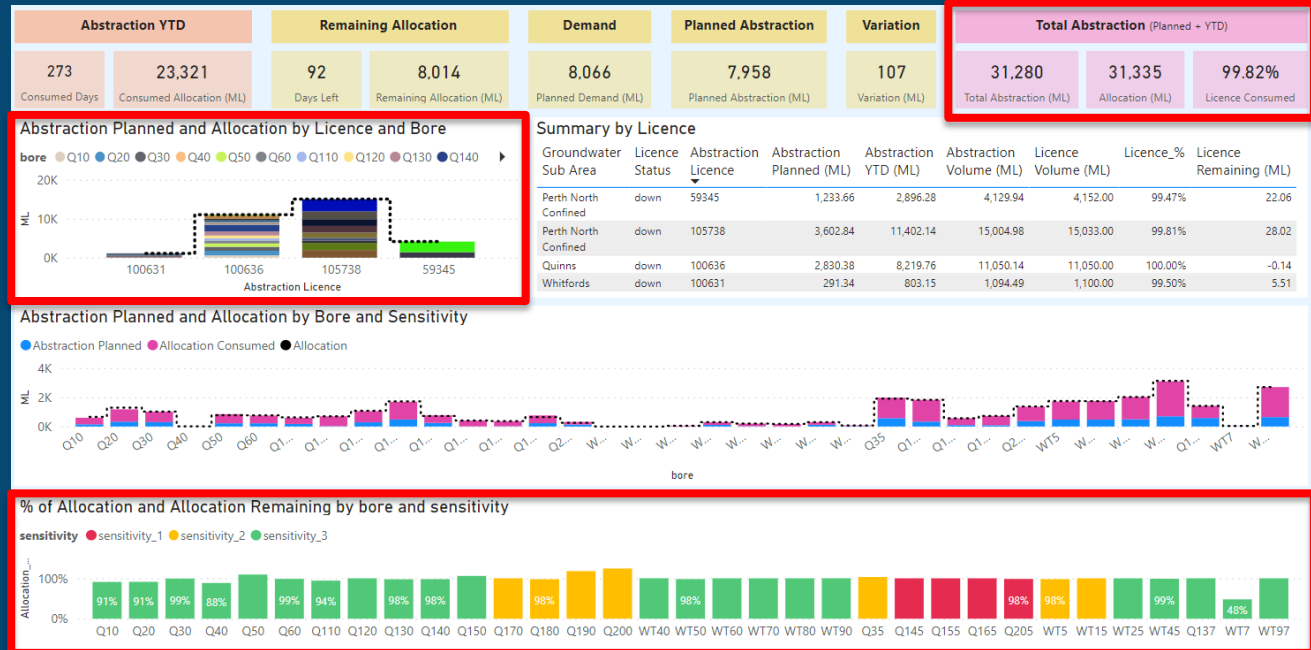 Abstraction YTD
Remaining Allocation
Demand
Planned Abstraction
Variation
Total Abstraction (Planned + YTD)
273
23,321
92
8,014
8,066
7,958
107
31,280
31,335
99.82%
Consumed Days
Consumed Allocation (ML)
Days Left
Remaining Allocation (ML)
Planned Demand (ML)
Planned Abstraction (ML)
Variation (ML)
Total Abstraction (ML)
Allocation (ML)
Licence Consumed
Abstraction Planned and Allocation by Licence and Bore
bore Q10 Q20 Q30 Q40 Q50 Q60 Q110 Q120 Q130 Q140
20K
10K
0K
ML
100631 100636 105738 59345
Abstraction Licence
Summary by Licence
Groundwater Sub Area Licence Status Abstraction Licence Abstraction Planned (ML) Abstraction YTD (ML) Abstraction Volume (ML) Licence Volume (ML) Licence_% Licence Remaining (ML)
Perth North Confined down 59345 1,233.66 2,896.28 4,129.94 4,152.00 99.47% 22.06
Perth North Confined down 105738 3,602.84 11,402.14 15,004.98 15,033.00 99.81% 28.02
Quinns down 100636 2,830.38 8,219.76 11,050.14 11,050.00 100.00% -0.14
Whitfords down 100631 291.34 803.15 1,094.49 1,100.00 99.50% 5.51
Abstraction Planned and Allocation by Bore and Sensitivity
Abstraction Planned Allocation Consumed Allocation
4K
2K
0K
ML
Q10 Q20 Q30 Q40 Q50 Q60 Q1... Q1... Q1... Q1... Q1... Q1... Q1... Q1... Q2... W... W... W... W... W... W... Q35 Q1... Q1... Q2... WT5 W... W... W... Q1... WT7 W...
bore
% of Allocation and Allocation Remaining by bore and sensitivity
sensitivity sensitivity_1 sensitivity_2 sensitivity_3
Allocation_...
100%
0%
91% 91% 99% 88% 99% 94% 98% 98% 98% 98% 98% 98% 99% 48%
Q10 Q20 Q30 Q40 Q50 Q60 Q110 Q120 Q130 Q140 Q150 Q170 Q180 Q190 Q200 WT40 WT50 WT60 WT70 WT80 WT90 Q35 Q145 Q155 Q165 Q205 WT5 WT15 WT25 WT45 Q137 WT7 WT97